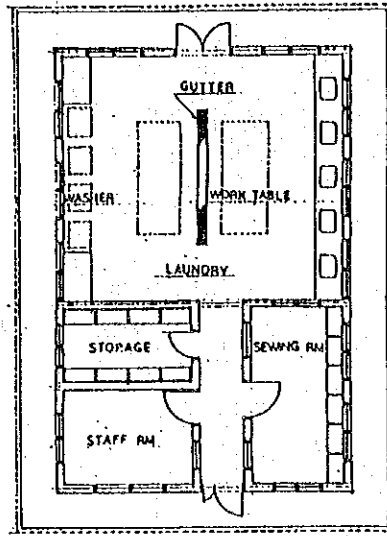 GUTTER
WASHER
WORK TABLE
LAUNDRY
STORAGE
SEWING RM
STAFF RM